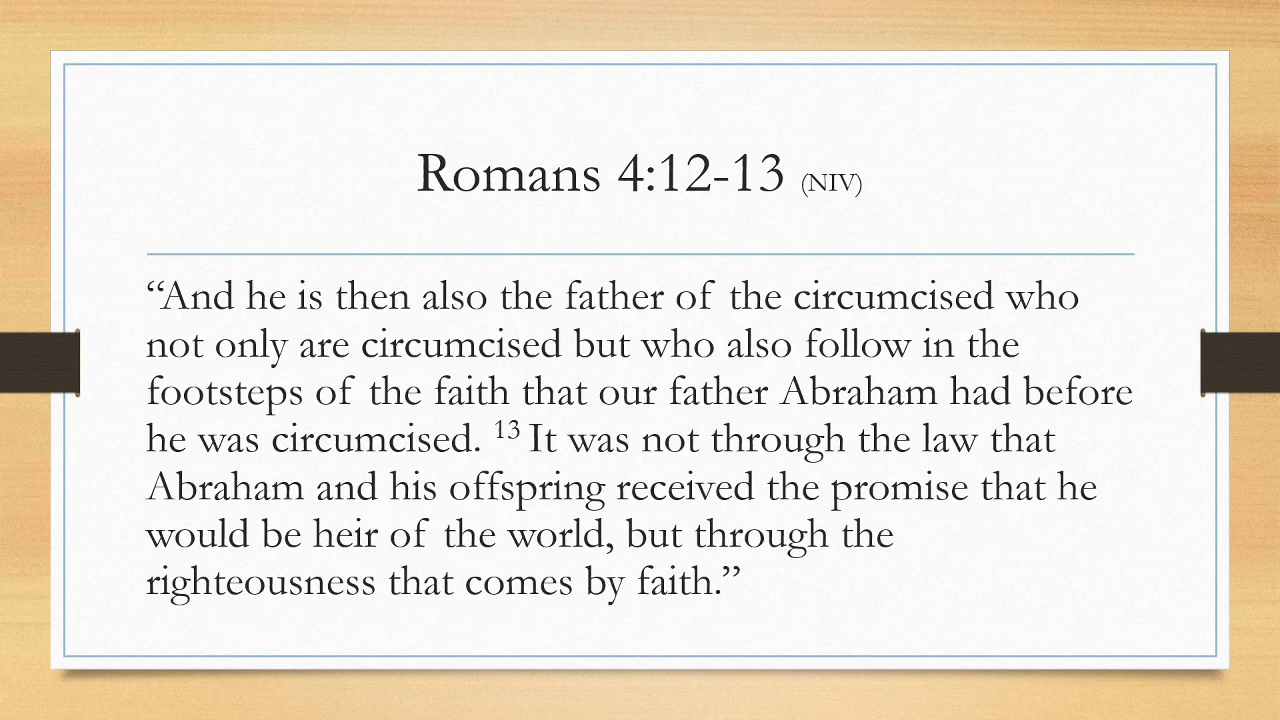 Romans 4:12-13 (NIV)
“And he is then also the father of the circumcised who
not only are circumcised but who also follow in the
footsteps of the faith that our father Abraham had before
he was circumcised. 13 It was not through the law that
Abraham and his offspring received the promise that he
would be heir of the world, but through the
righteousness that comes by faith.”